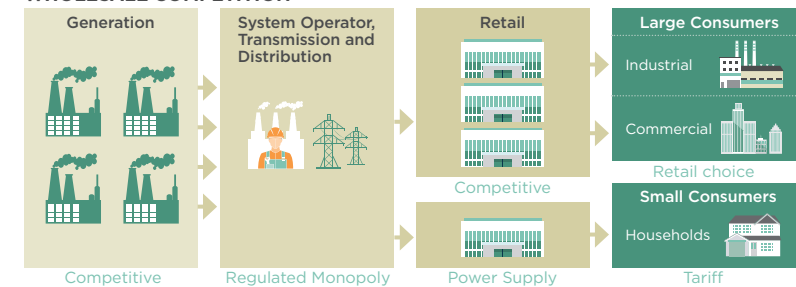 Generation
System Operator,
Transmission and
Distribution
Retail
Large Consumers
Industrial
Commercial
Retail choice
Competitive
Small Consumers
Households
Competitive
Regulated Monopoly
Power Supply
Tariff